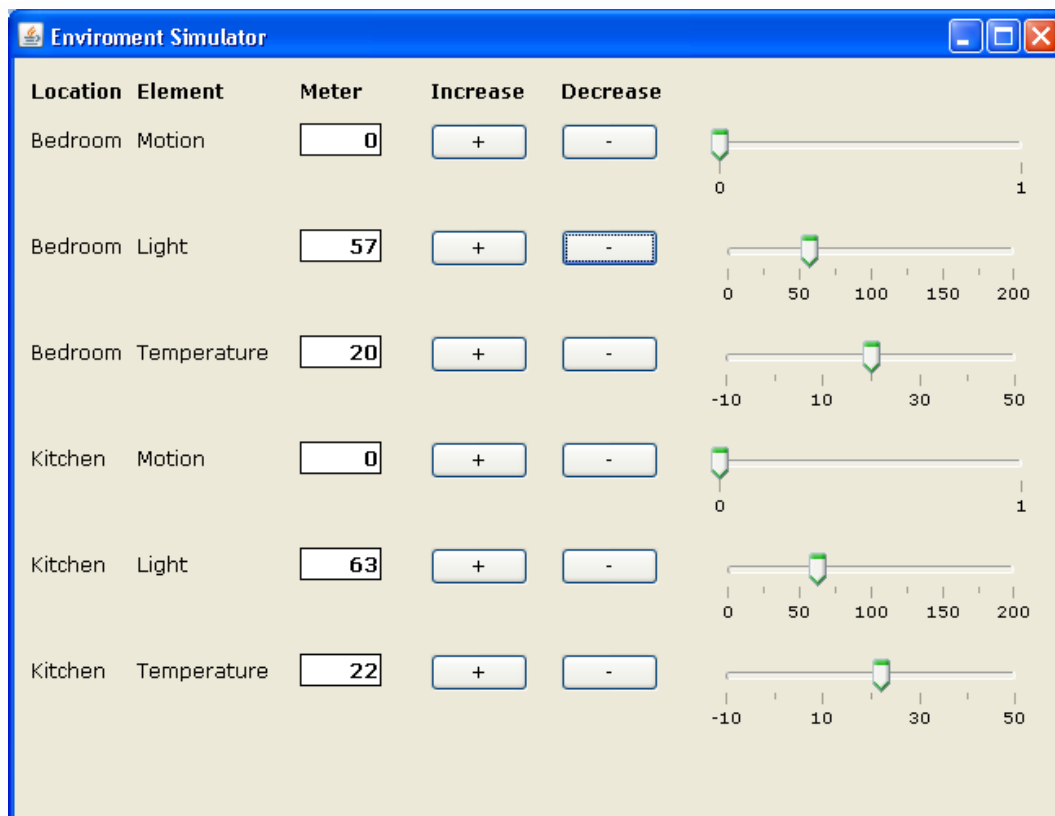 Enviroment Simulator
Location Element Meter Increase Decrease
Bedroom Motion 0 + -
0 1
Bedroom Light 57 + -
0 50 100 150 200
Bedroom Temperature 20 + -
-10 10 30 50
Kitchen Motion 0 + -
0 1
Kitchen Light 63 + -
0 50 100 150 200
Kitchen Temperature 22 + -
-10 10 30 50